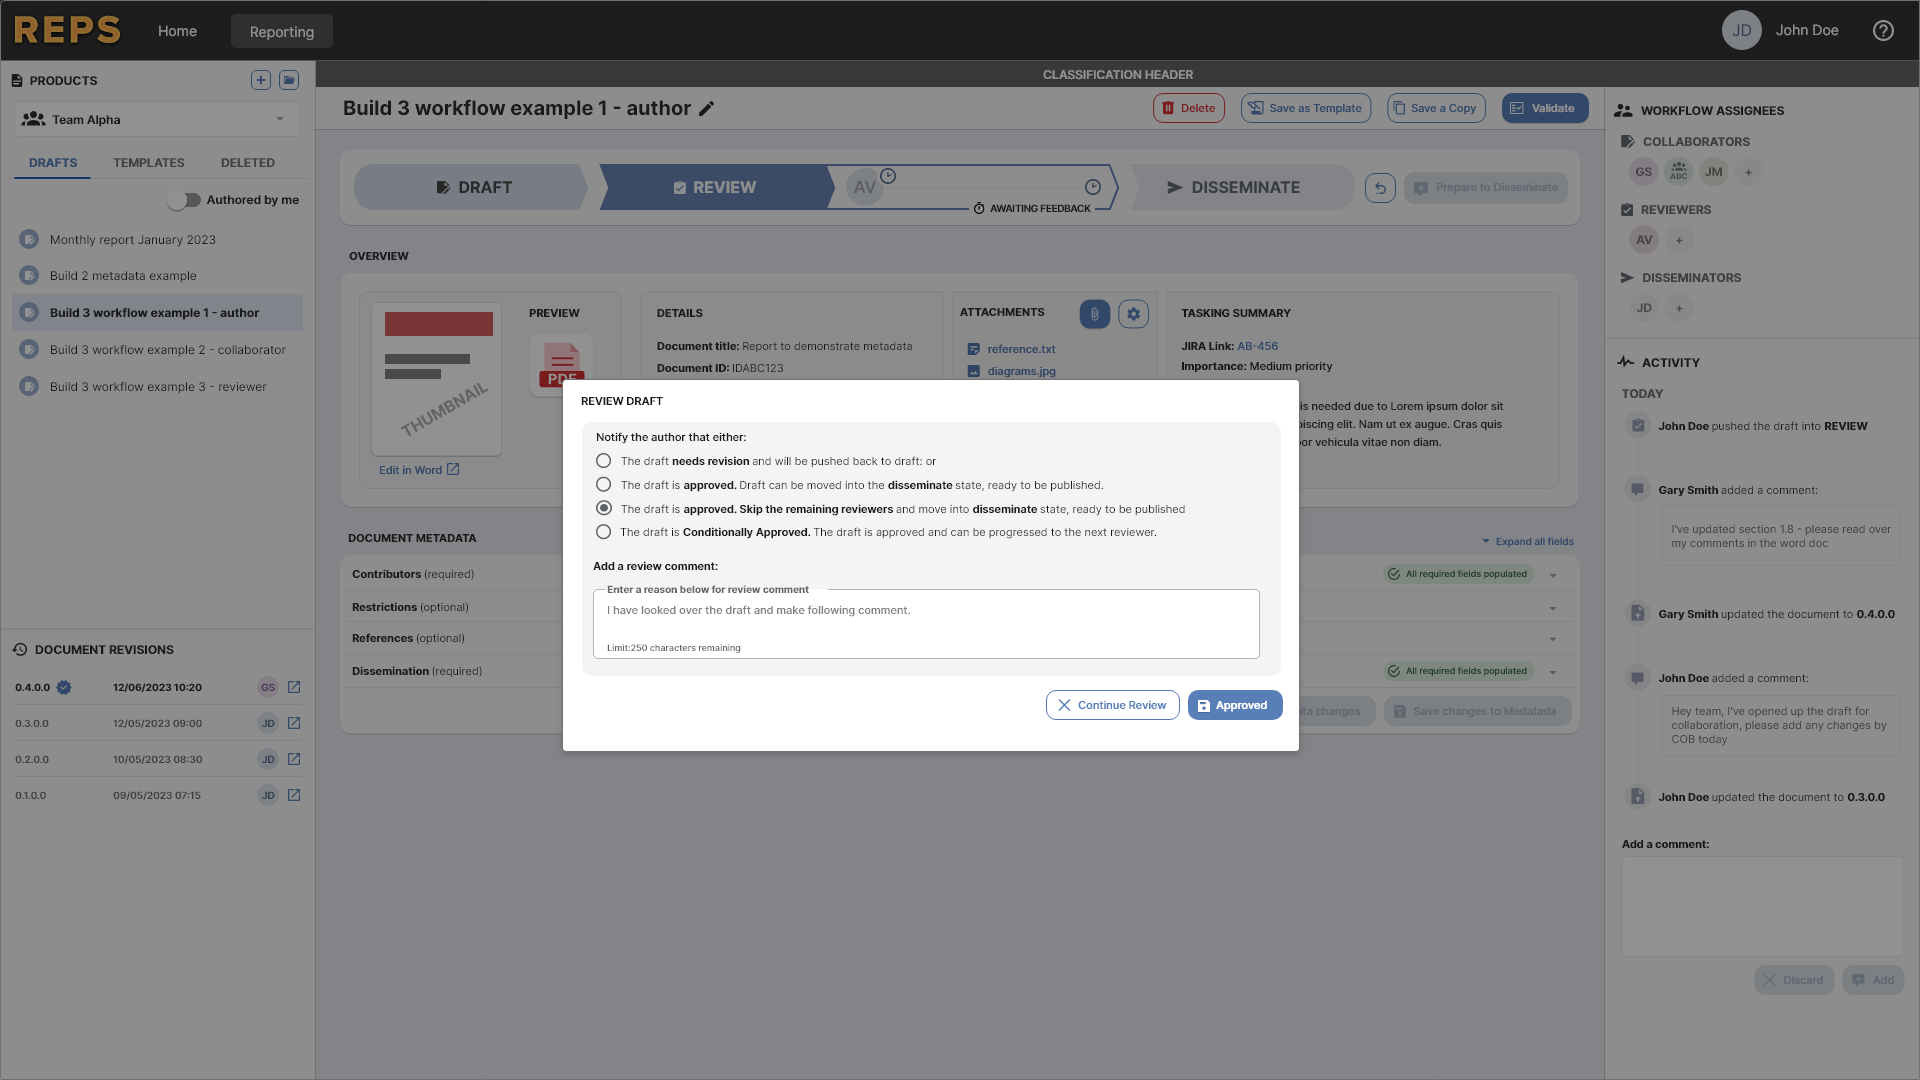 REPS
Home
Reporting
JD
John Doe
PRODUCTS
Team Alpha
DRAFTS
TEMPLATES
DELETED
Authored by me
Monthly report January 2023
Build 2 metadata example
Build 3 workflow example 1 - author
Build 3 workflow example 2 - collaborator
Build 3 workflow example 3 - reviewer
DOCUMENT REVISIONS
0.4.0.0 12/06/2023 10:20 GS
0.3.0.0 12/05/2023 09:00 JD
0.2.0.0 10/05/2023 08:30 JD
0.1.0.0 09/05/2023 07:15 JD
CLASSIFICATION HEADER
Build 3 workflow example 1 - author
Delete
Save as Template
Save a Copy
Validate
DRAFT
REVIEW
AV
AWAITING FEEDBACK
DISSEMINATE
Prepare to Disseminate
OVERVIEW
THUMBNAIL
Edit in Word
PREVIEW
PDF
DETAILS
Document title: Report to demonstrate metadata
Document ID: IDABC123
ATTACHMENTS
reference.txt
diagrams.jpg
TASKING SUMMARY
JIRA Link: AB-456
Importance: Medium priority
is needed due to Lorem ipsum dolor sit
piscing elit. Nam ut ex augue. Cras quis
or vehicula vitae non diam.
REVIEW DRAFT
Notify the author that either:
The draft needs revision and will be pushed back to draft: or
The draft is approved. Draft can be moved into the disseminate state, ready to be published.
The draft is approved. Skip the remaining reviewers and move into disseminate state, ready to be published
The draft is Conditionally Approved. The draft is approved and can be progressed to the next reviewer.
Add a review comment:
Enter a reason below for review comment
I have looked over the draft and make following comment.
Limit:250 characters remaining
Continue Review
Approved
DOCUMENT METADATA
Expand all fields
Contributors (required)
All required fields populated
Restrictions (optional)
References (optional)
Dissemination (required)
All required fields populated
ata changes
Save changes to Medatada
WORKFLOW ASSIGNEES
COLLABORATORS
GS
ABC
JM
+
REVIEWERS
AV
+
DISSEMINATORS
JD
+
ACTIVITY
TODAY
John Doe pushed the draft into REVIEW
Gary Smith added a comment:
I've updated section 1.8 - please read over
my comments in the word doc
Gary Smith updated the document to 0.4.0.0
John Doe added a comment:
Hey team, I've opened up the draft for
collaboration, please add any changes by
COB today
John Doe updated the document to 0.3.0.0
Add a comment:
Discard
Add